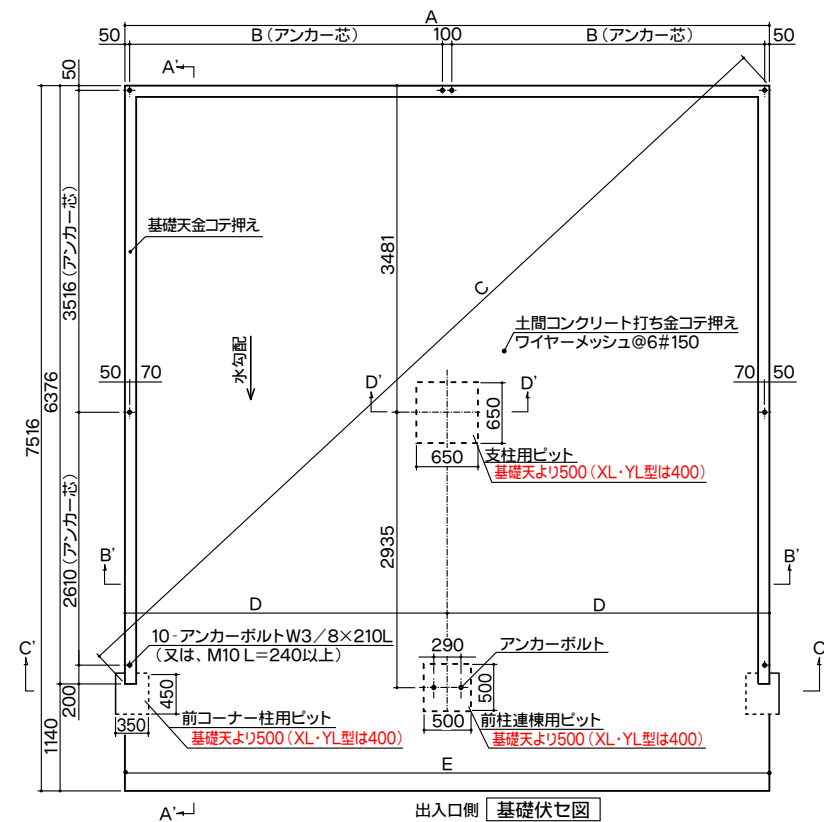 A
50
B(アンカー芯)
100
B(アンカー芯)
50
50
A'
基礎天金コテ押え
3516(アンカー芯)
3481
C
土間コンクリート打ち金コテ押え
ワイヤーメッシュ@6#150
水勾配
50
70
D'
D'
70
50
6376
7516
650
650
支柱用ピット
基礎天より500(XL・YL型は400)
2610(アンカー芯)
2935
B'
B'
D
D
10-アンカーボルトW3/8×210L
(又は、M10 L=240以上)
290
アンカーボルト
C'
C
200
450
500
350
前コーナー柱用ピット
基礎天より500(XL・YL型は400)
500
前柱連棟用ピット
基礎天より500(XL・YL型は400)
1140
E
A'
出入口側
基礎伏セ図